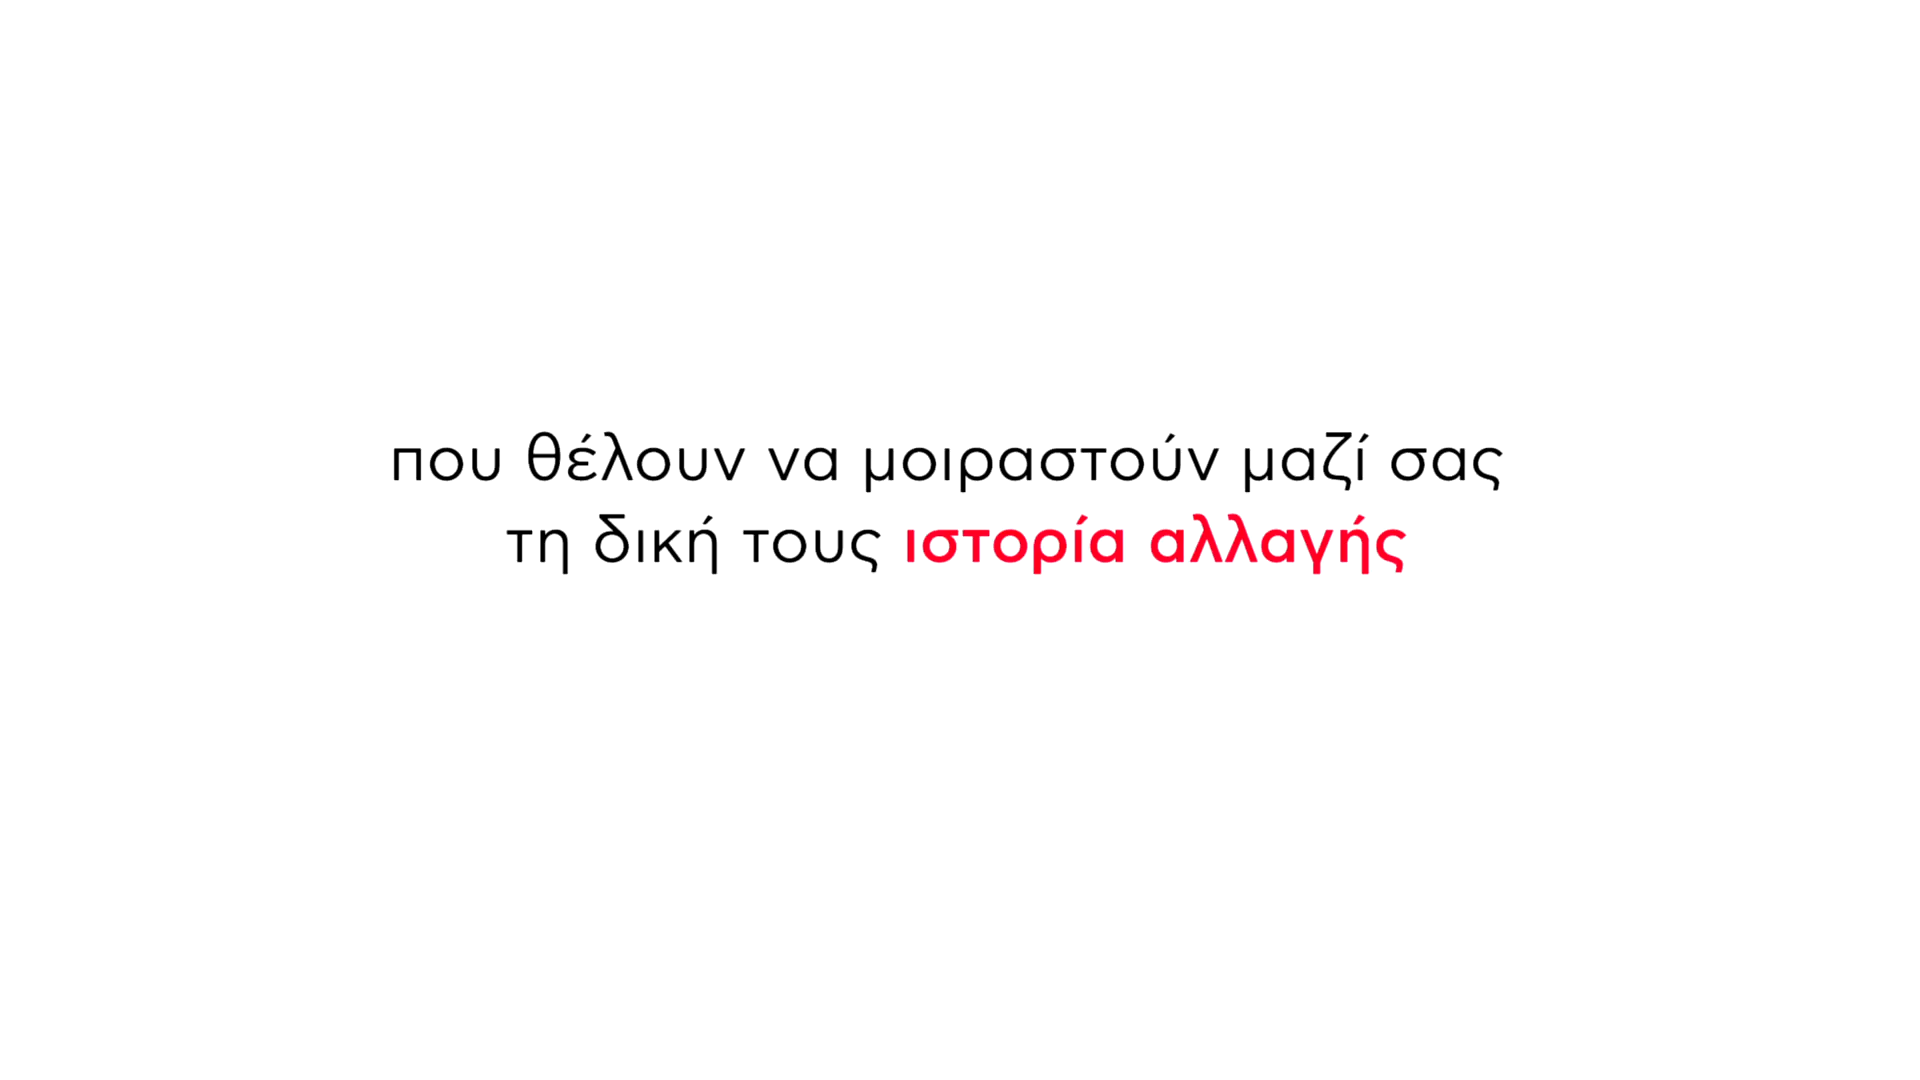 που θέλουν να μοιραστούν μαζί σας
τη δική τους ιστορία αλλαγής